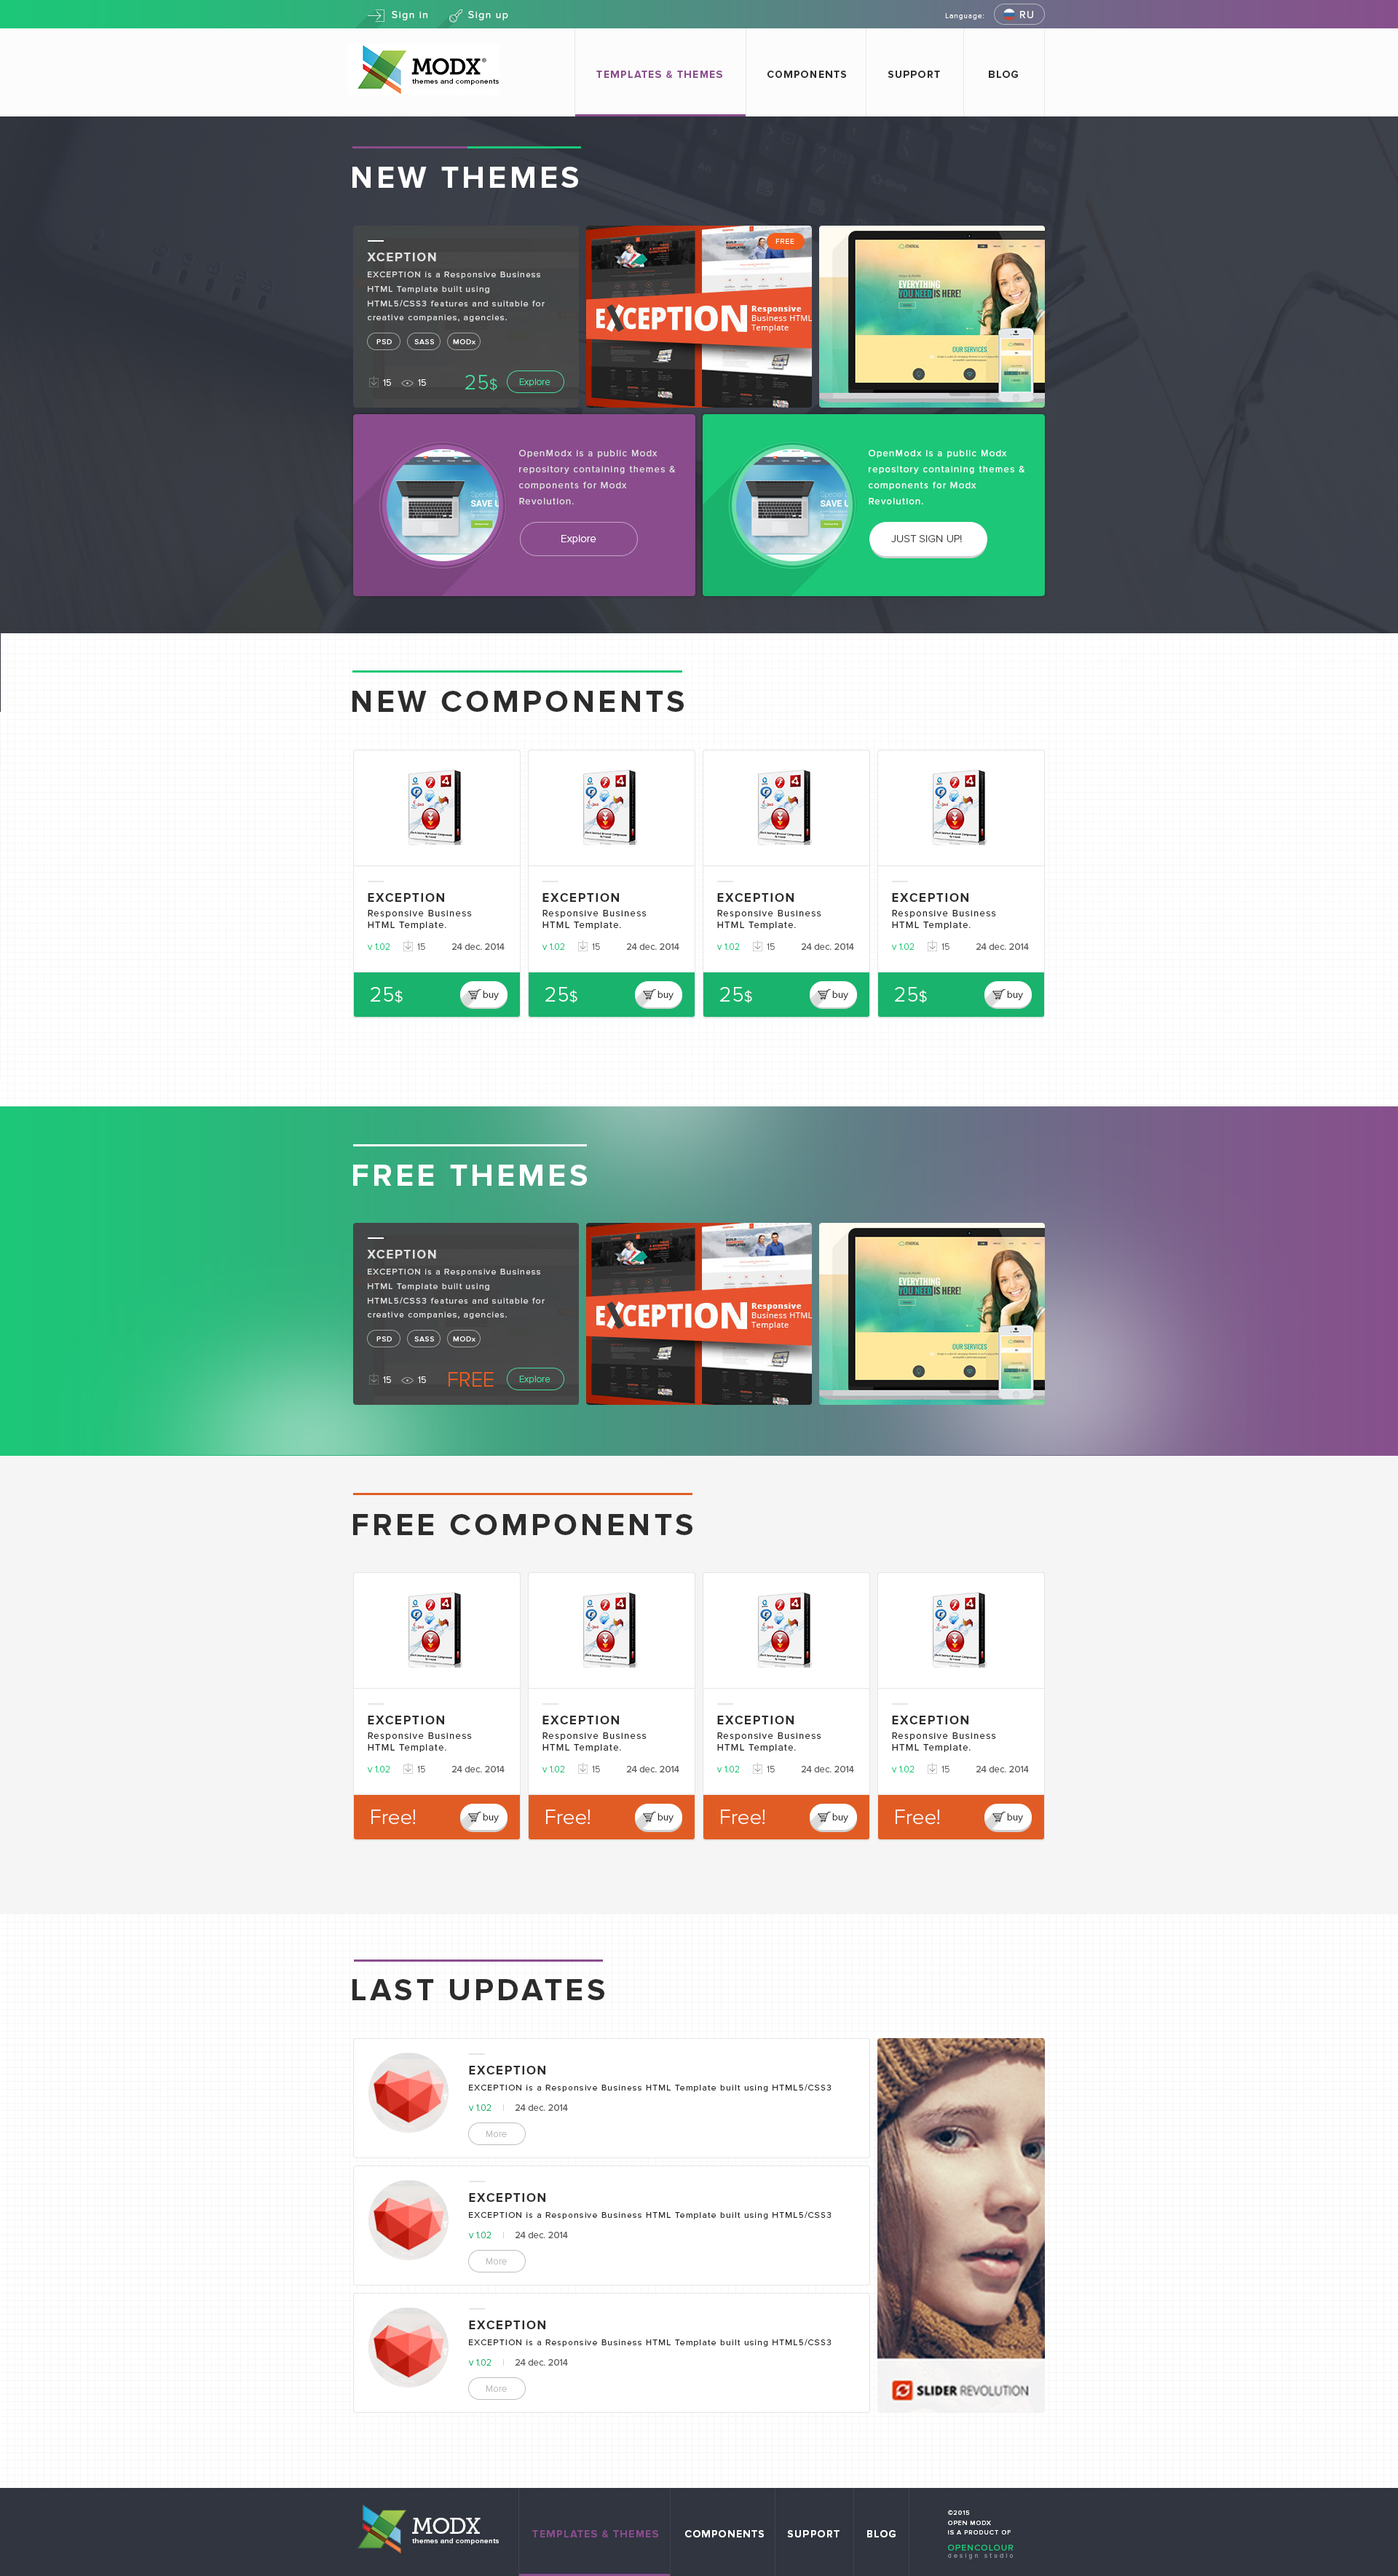 Sign in
Sign up
Language:
RU
MODX®
themes and components
TEMPLATES & THEMES
COMPONENTS
SUPPORT
BLOG
NEW THEMES
XCEPTION
EXCEPTION is a Responsive Business
HTML Template built using
HTML5/CSS3 features and suitable for
creative companies, agencies.
PSD
SASS
MODx
15
15
25$
Explore
FREE
EXCEPTION
Responsive
Business HTML
Template
EVERYTHING
YOU NEED IS HERE!
OUR SERVICES
OpenModx is a public Modx
repository containing themes &
components for Modx
Revolution.
Explore
SAVE U
OpenModx is a public Modx
repository containing themes &
components for Modx
Revolution.
JUST SIGN UP!
SAVE U
NEW COMPONENTS
EXCEPTION
Responsive Business
HTML Template.
v 1.02
15
24 dec. 2014
25$
buy
EXCEPTION
Responsive Business
HTML Template.
v 1.02
15
24 dec. 2014
25$
buy
EXCEPTION
Responsive Business
HTML Template.
v 1.02
15
24 dec. 2014
25$
buy
EXCEPTION
Responsive Business
HTML Template.
v 1.02
15
24 dec. 2014
25$
buy
FREE THEMES
XCEPTION
EXCEPTION is a Responsive Business
HTML Template built using
HTML5/CSS3 features and suitable for
creative companies, agencies.
PSD
SASS
MODx
15
15
FREE
Explore
EXCEPTION
Responsive
Business HTML
Template
EVERYTHING
YOU NEED IS HERE!
OUR SERVICES
FREE COMPONENTS
EXCEPTION
Responsive Business
HTML Template.
v 1.02
15
24 dec. 2014
Free!
buy
EXCEPTION
Responsive Business
HTML Template.
v 1.02
15
24 dec. 2014
Free!
buy
EXCEPTION
Responsive Business
HTML Template.
v 1.02
15
24 dec. 2014
Free!
buy
EXCEPTION
Responsive Business
HTML Template.
v 1.02
15
24 dec. 2014
Free!
buy
LAST UPDATES
EXCEPTION
EXCEPTION is a Responsive Business HTML Template built using HTML5/CSS3
v 1.02
24 dec. 2014
More
EXCEPTION
EXCEPTION is a Responsive Business HTML Template built using HTML5/CSS3
v 1.02
24 dec. 2014
More
EXCEPTION
EXCEPTION is a Responsive Business HTML Template built using HTML5/CSS3
v 1.02
24 dec. 2014
More
SLIDER REVOLUTION
MODX
themes and components
TEMPLATES & THEMES
COMPONENTS
SUPPORT
BLOG
©2015
OPEN MODX
IS A PRODUCT OF
OPENCOLOUR
design studio